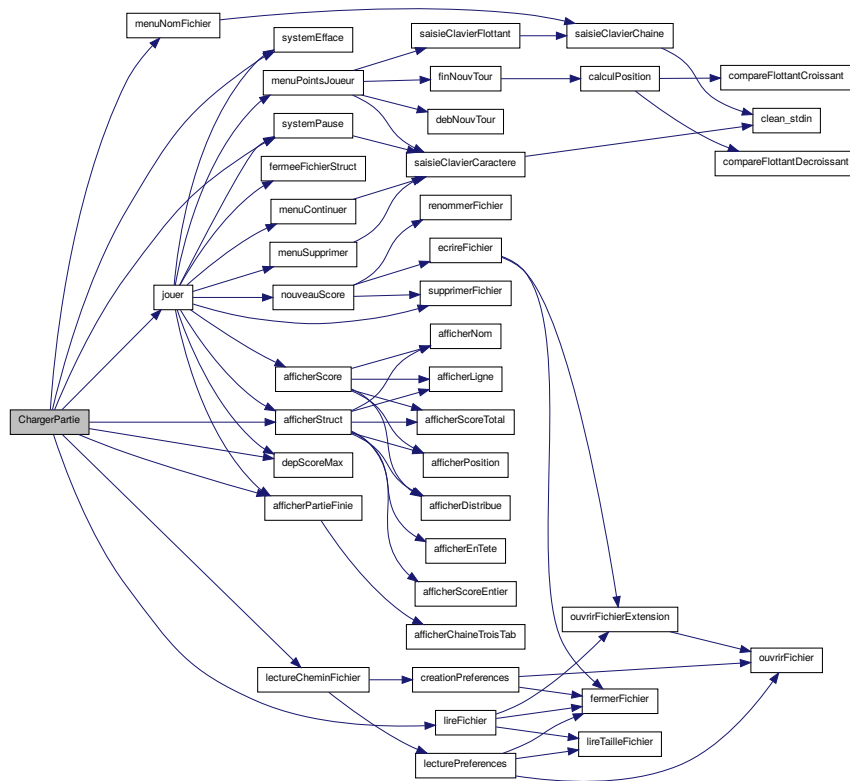 menuNomFichier
systemEfface
saisieClavierFlottant
saisieClavierChaine
menuPointsJoueur
finNouvTour
calculPosition
compareFlottantCroissant
debNouvTour
clean_stdin
systemPause
saisieClavierCaractere
compareFlottantDecroissant
fermeeFichierStruct
menuContinuer
renommerFichier
menuSupprimer
ecrireFichier
jouer
nouveauScore
supprimerFichier
afficherNom
afficherScore
afficherLigne
ChargerPartie
afficherStruct
afficherScoreTotal
depScoreMax
afficherPosition
afficherPartieFinie
afficherDistribue
afficherEnTete
afficherScoreEntier
ouvrirFichierExtension
afficherChaineTroisTab
ouvrirFichier
lectureCheminFichier
creationPreferences
fermerFichier
lireFichier
lireTailleFichier
lecturePreferences